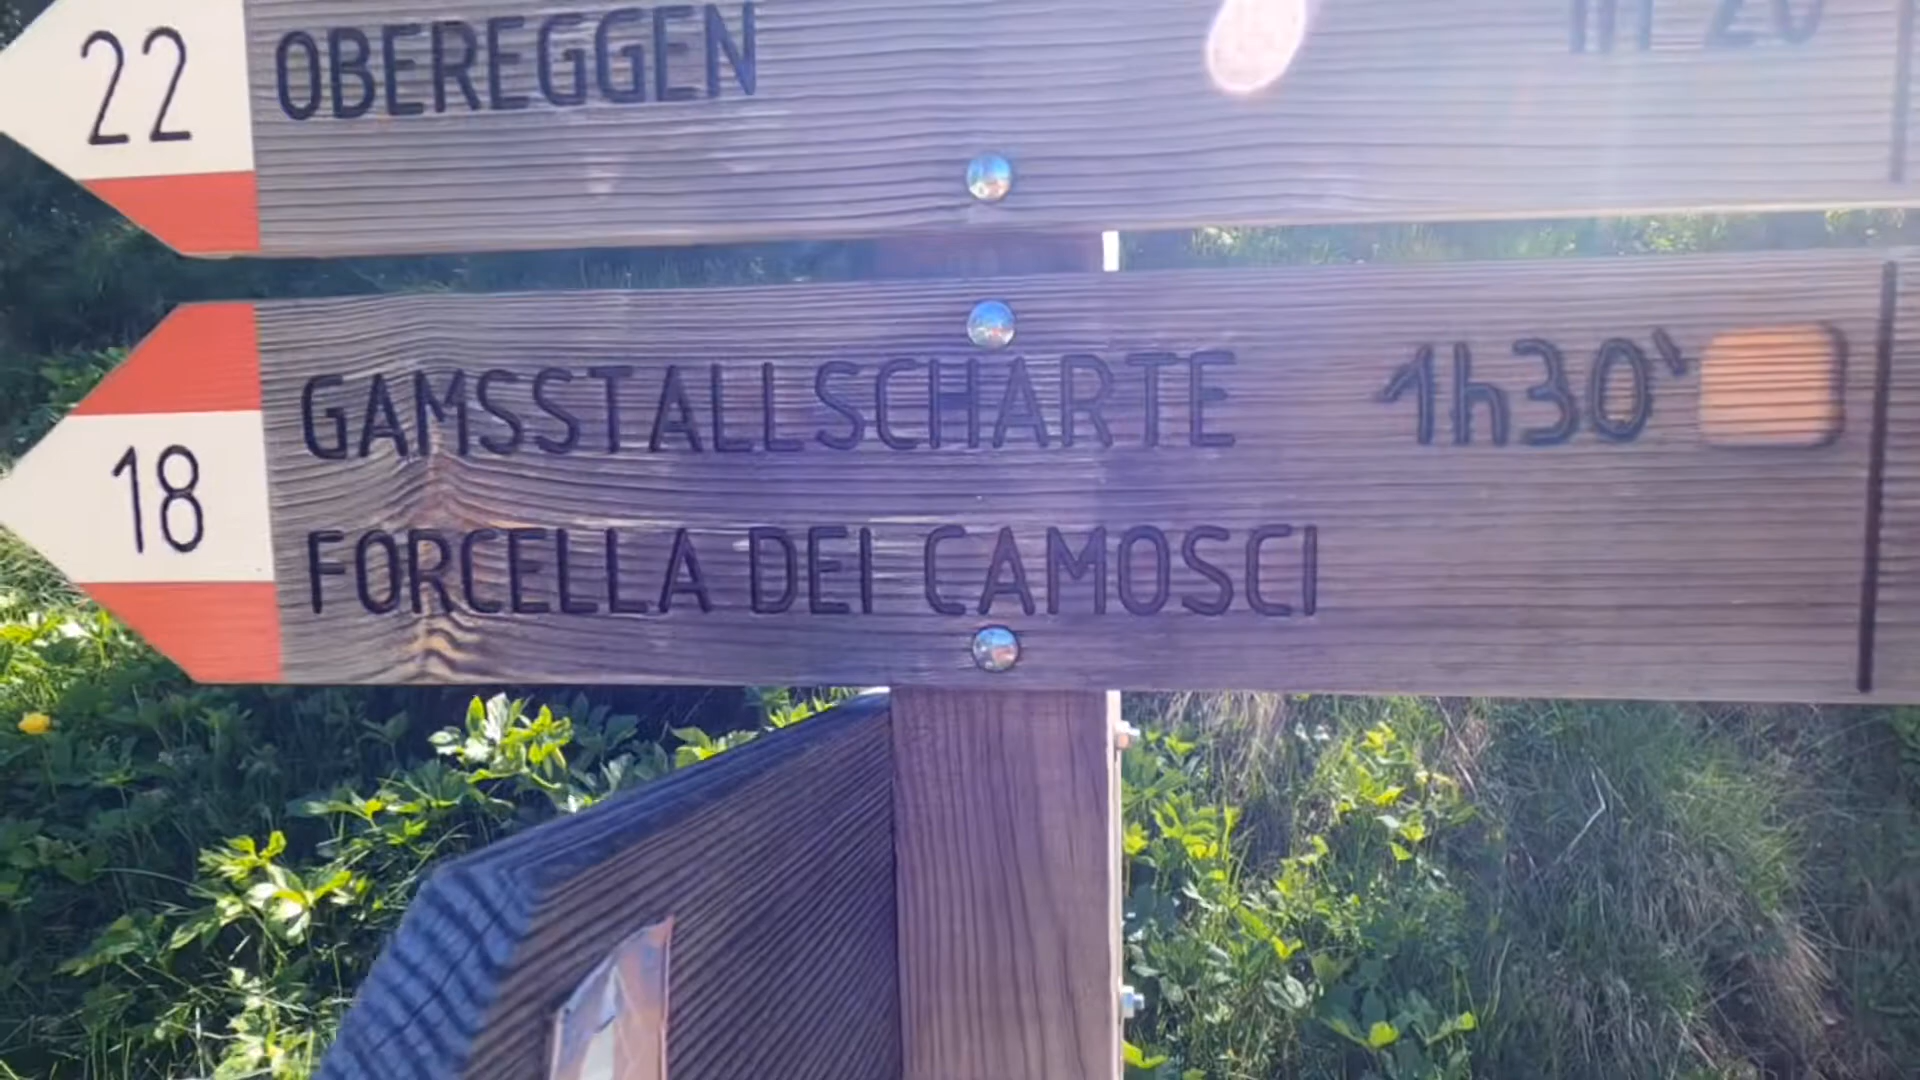 22 OBEREGGEN
GAMSSTALLSCHARTE 1h30'
18
FORCELLA DEI CAMOSCI